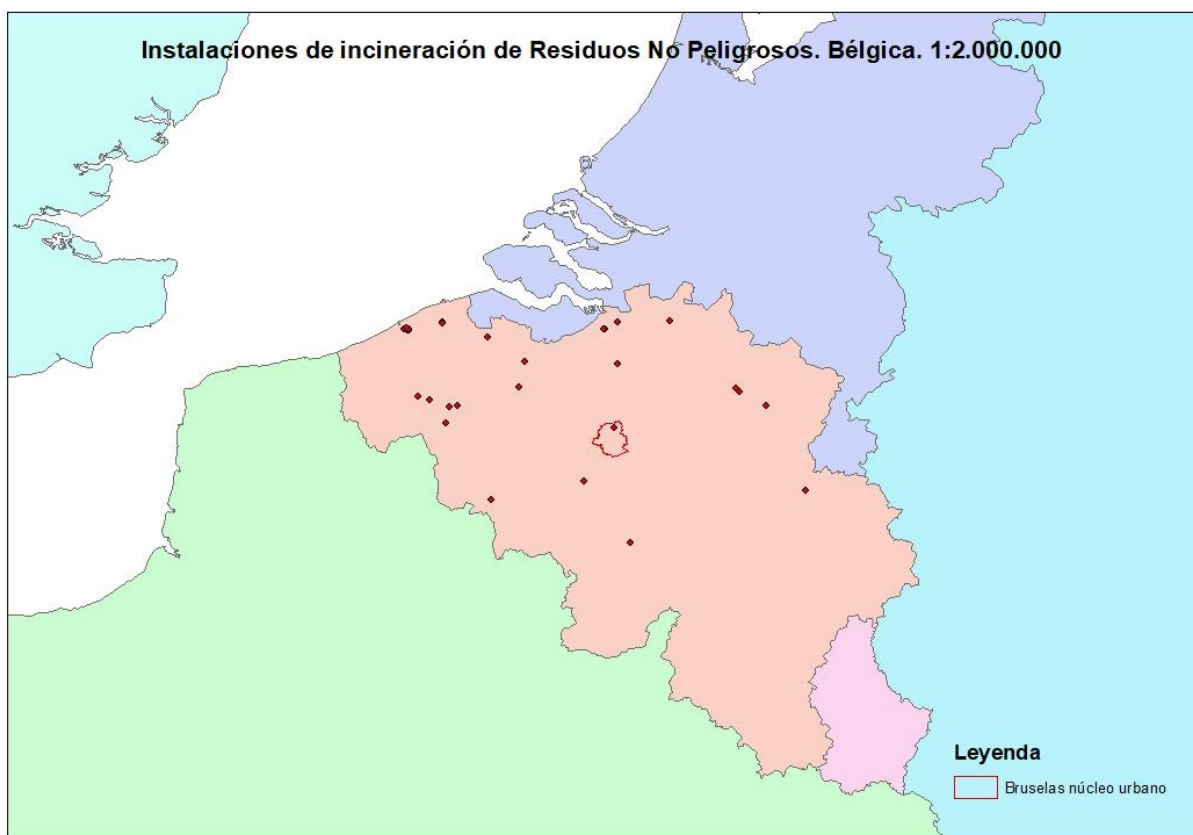 Instalaciones de incineración de Residuos No Peligrosos. Bélgica. 1:2.000.000
Leyenda
Bruselas núcleo urbano